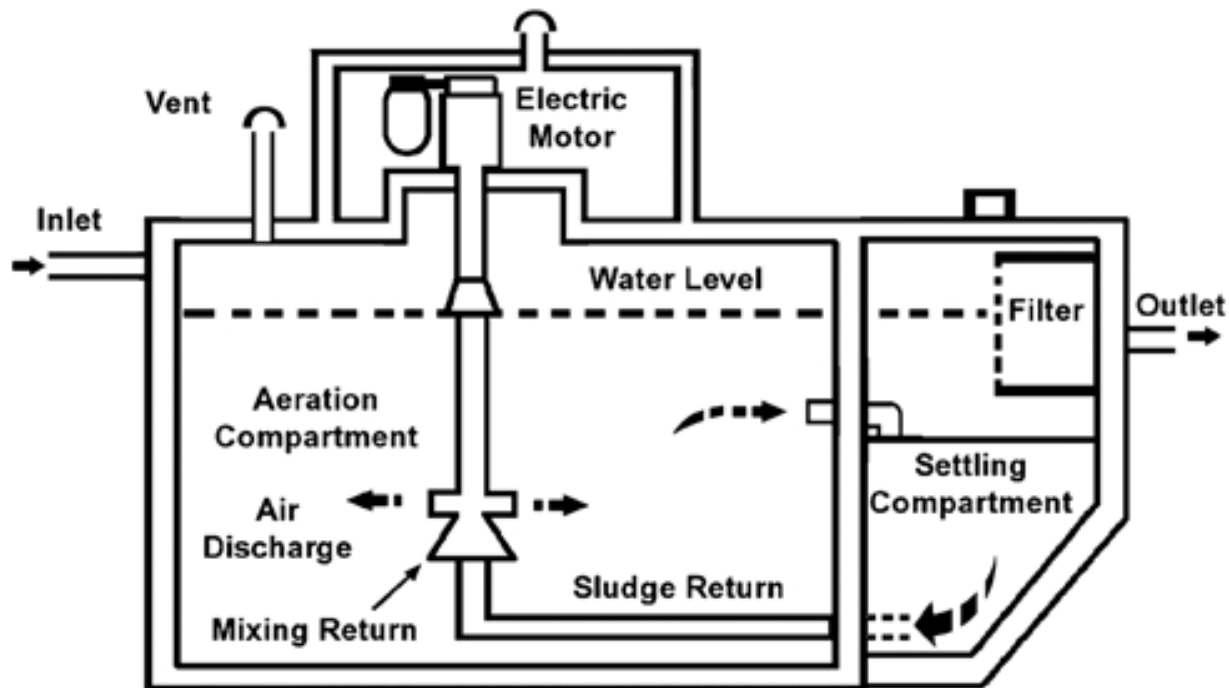 Vent
Electric
Motor
Inlet
Water Level
Filter
Outlet
Aeration
Compartment
Settling
Compartment
Air
Discharge
Sludge Return
Mixing Return